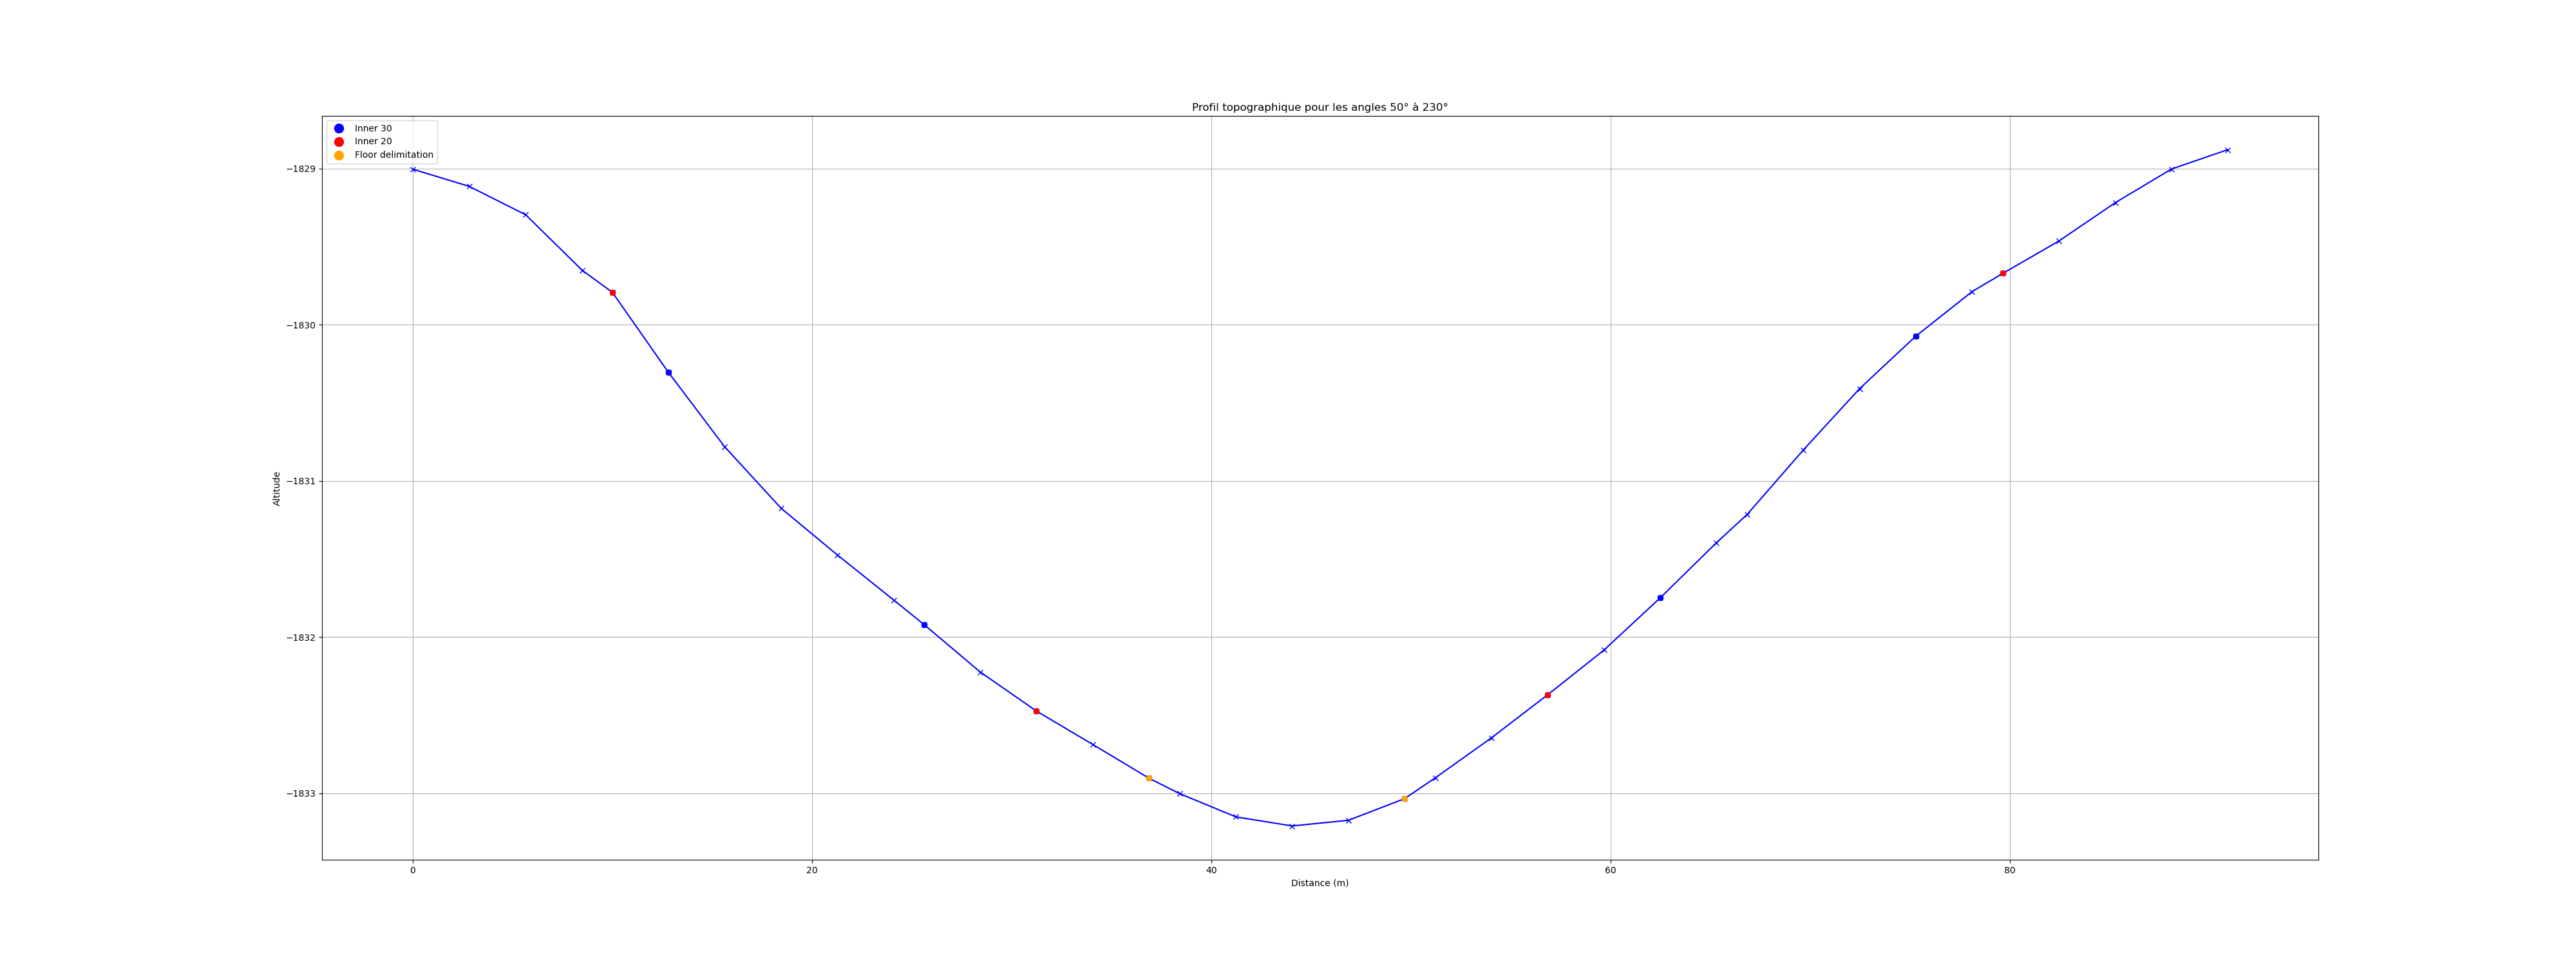 Profil topographique pour les angles 50° à 230°
Inner 30
Inner 20
Floor delimitation
−1829
−1830
−1831
−1832
−1833
Altitude
0 20 40 60 80
Distance (m)